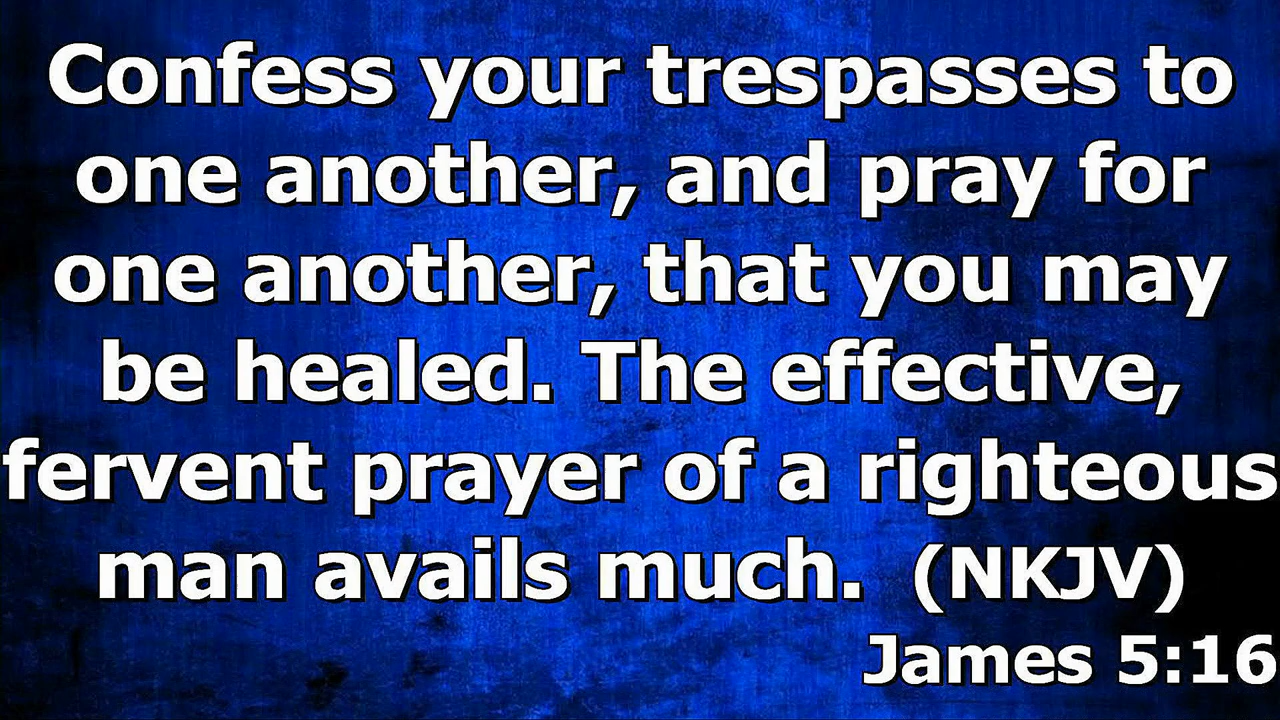 Confess your trespasses to
one another, and pray for
one another, that you may
be healed. The effective,
fervent prayer of a righteous
man avails much. (NKJV)
James 5:16